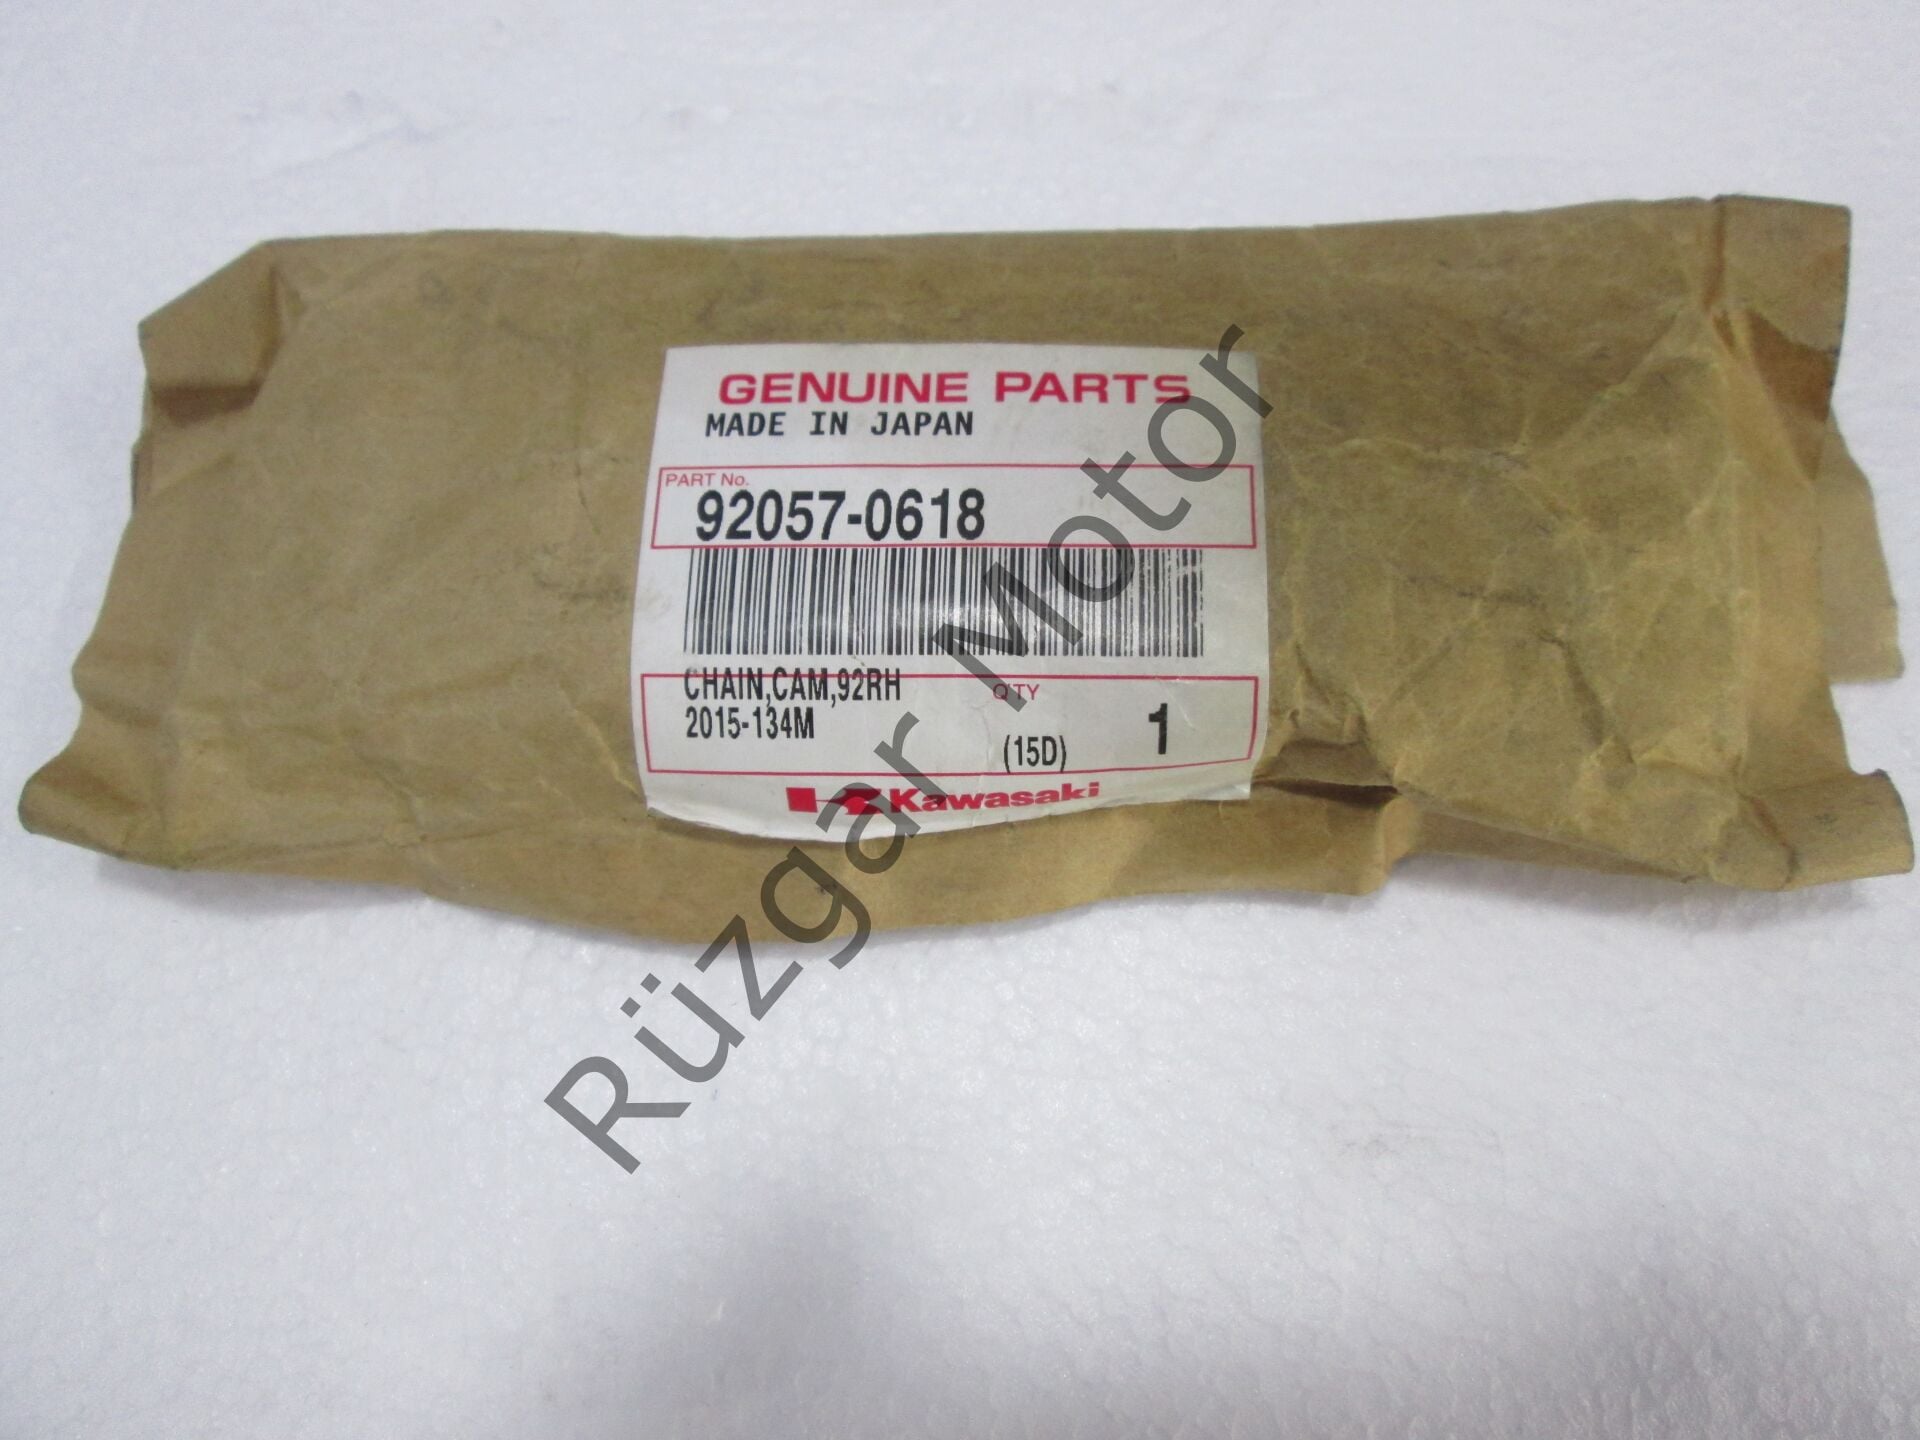 GENUINE PARTS
MADE IN JAPAN
PART No.
92057-0618
CHAIN,CAM,92RH
Q'TY
2015-134M
(15D)
1
Kawasaki
Rüzgar Motor